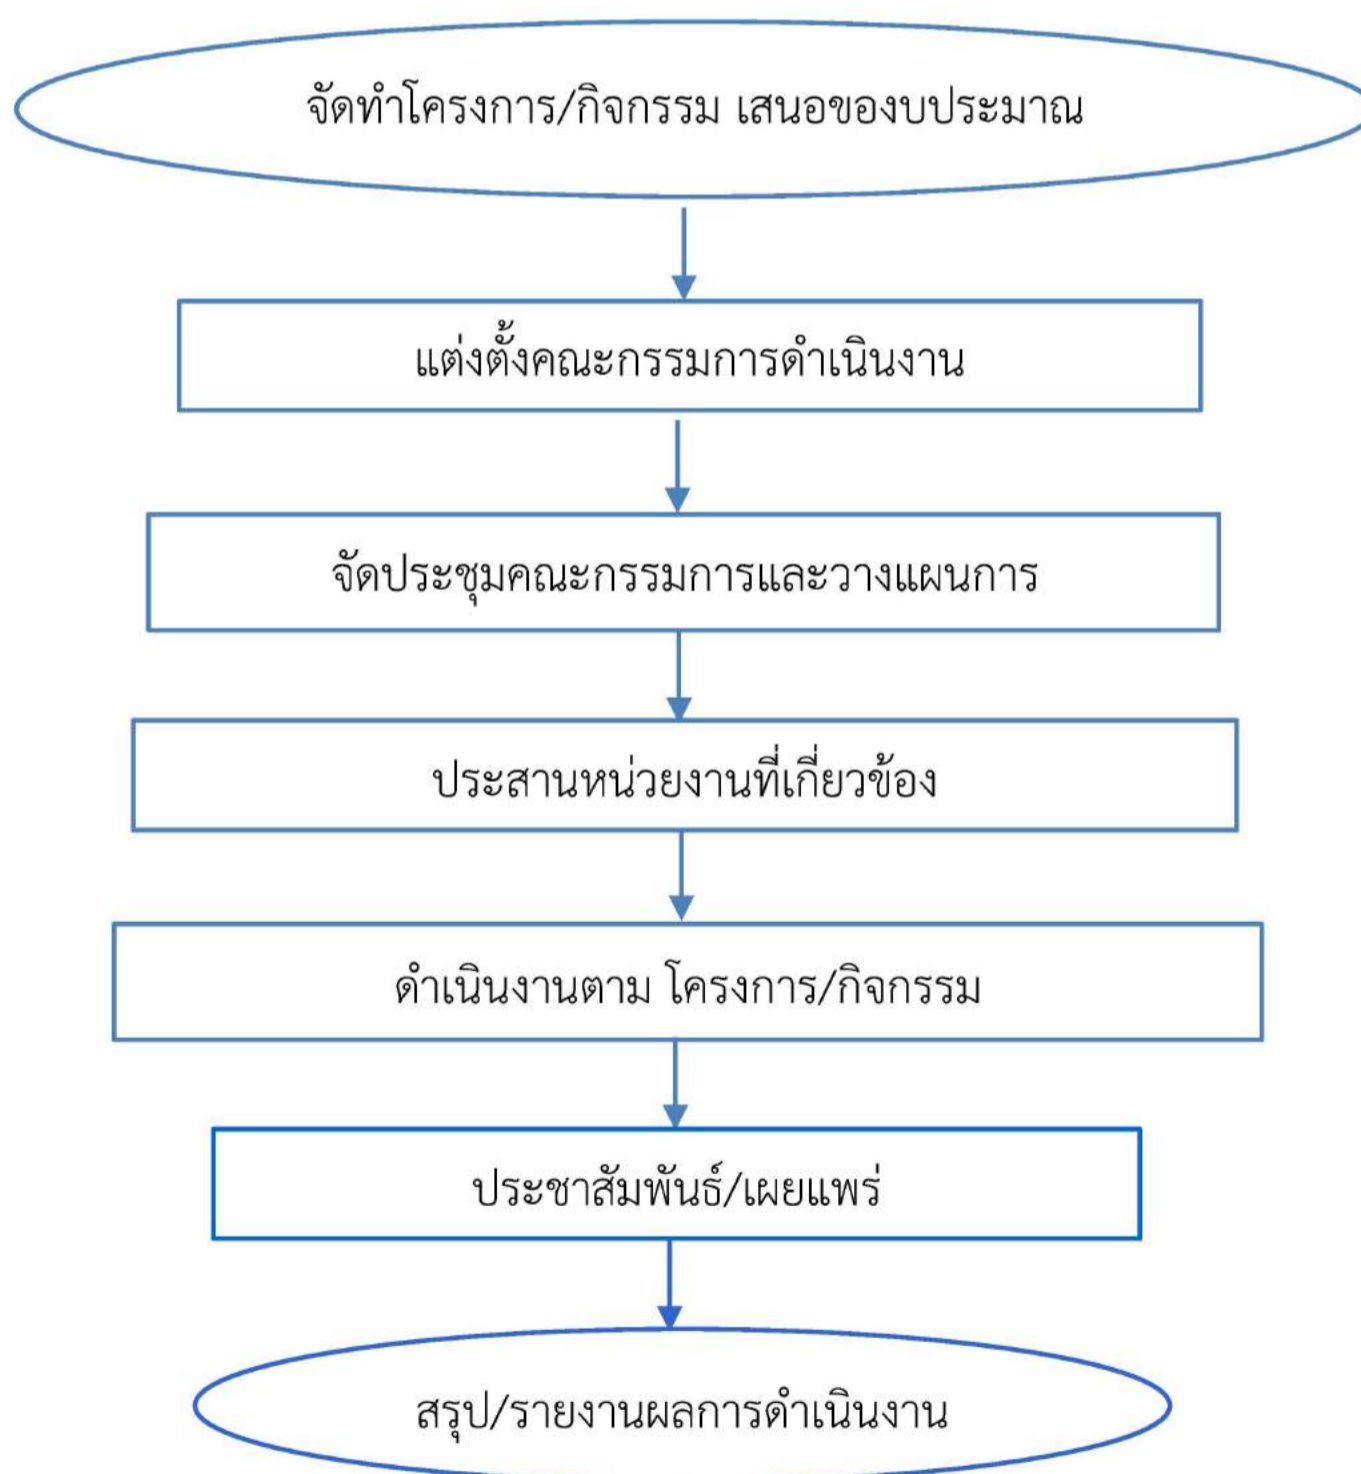 จัดทำโครงการ/กิจกรรม เสนอของบประมาณ
แต่งตั้งคณะกรรมการดำเนินงาน
จัดประชุมคณะกรรมการและวางแผนการ
ประสานหน่วยงานที่เกี่ยวข้อง
ดำเนินงานตาม โครงการ/กิจกรรม
ประชาสัมพันธ์/เผยแพร่
สรุป/รายงานผลการดำเนินงาน